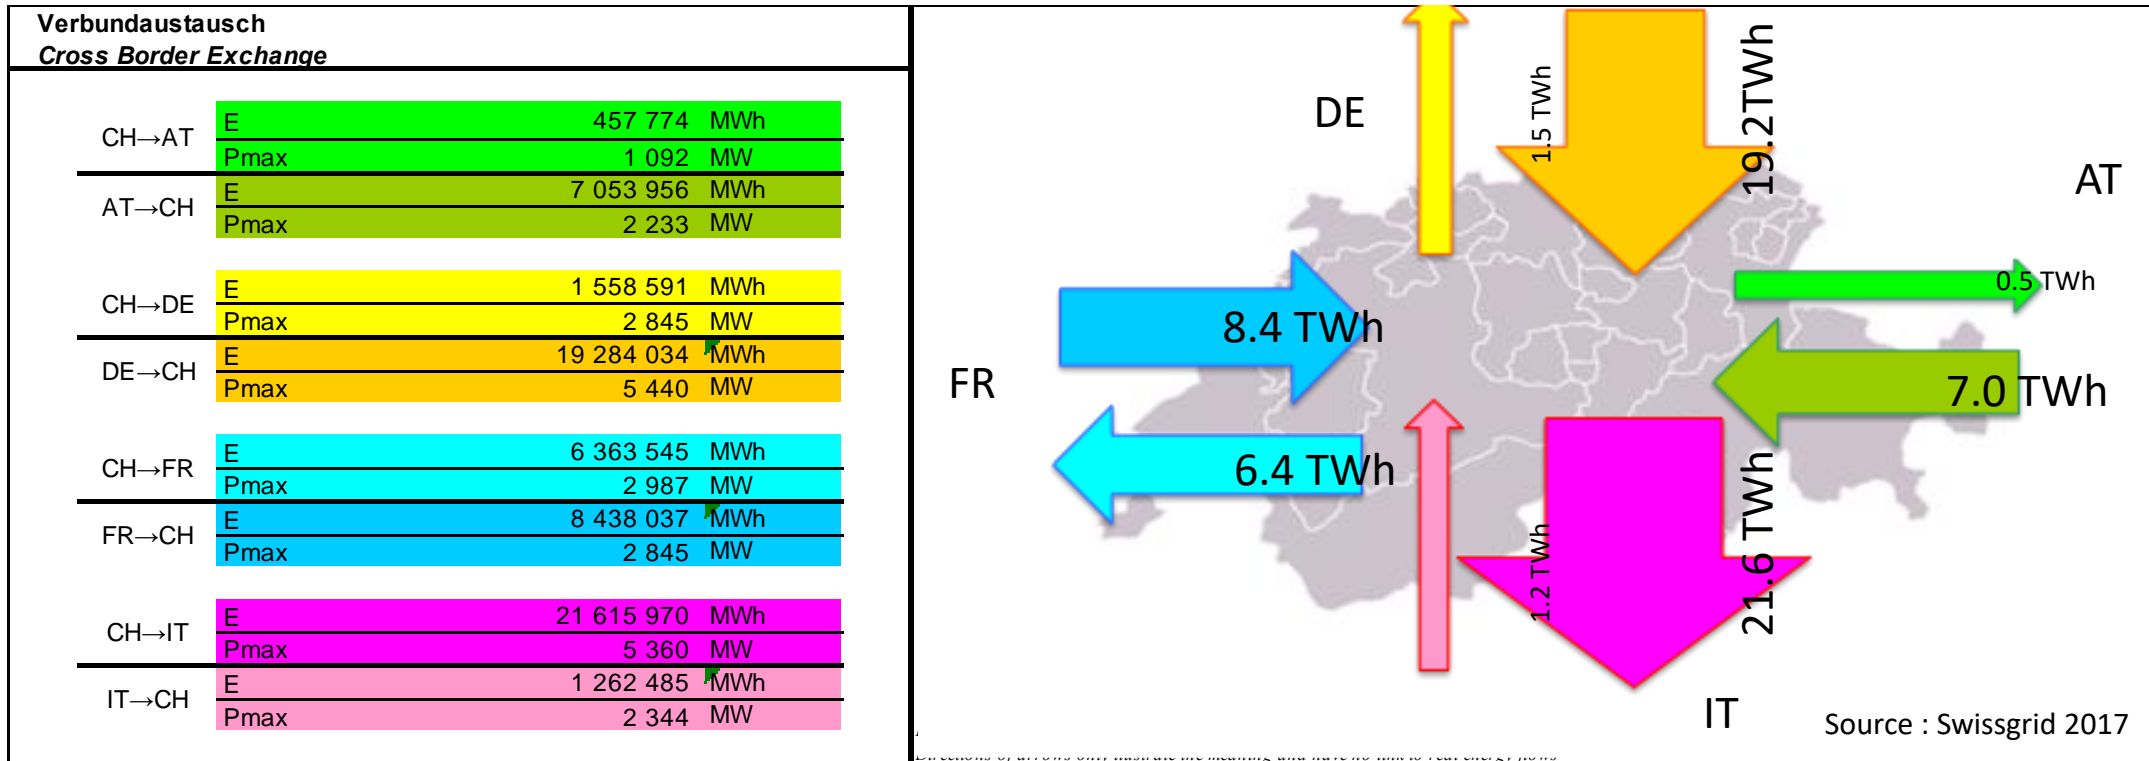 Verbundaustausch
Cross Border Exchange
CH→AT
E 457 774 MWh
Pmax 1 092 MW
AT→CH
E 7 053 956 MWh
Pmax 2 233 MW
CH→DE
E 1 558 591 MWh
Pmax 2 845 MW
DE→CH
E 19 284 034 MWh
Pmax 5 440 MW
CH→FR
E 6 363 545 MWh
Pmax 2 987 MW
FR→CH
E 8 438 037 MWh
Pmax 2 845 MW
CH→IT
E 21 615 970 MWh
Pmax 5 360 MW
IT→CH
E 1 262 485 MWh
Pmax 2 344 MW
DE
1.5 TWh
19.2TWh
AT
0.5 TWh
8.4 TWh
FR
7.0 TWh
6.4 TWh
1.2 TWh
21.6 TWh
IT
Source : Swissgrid 2017